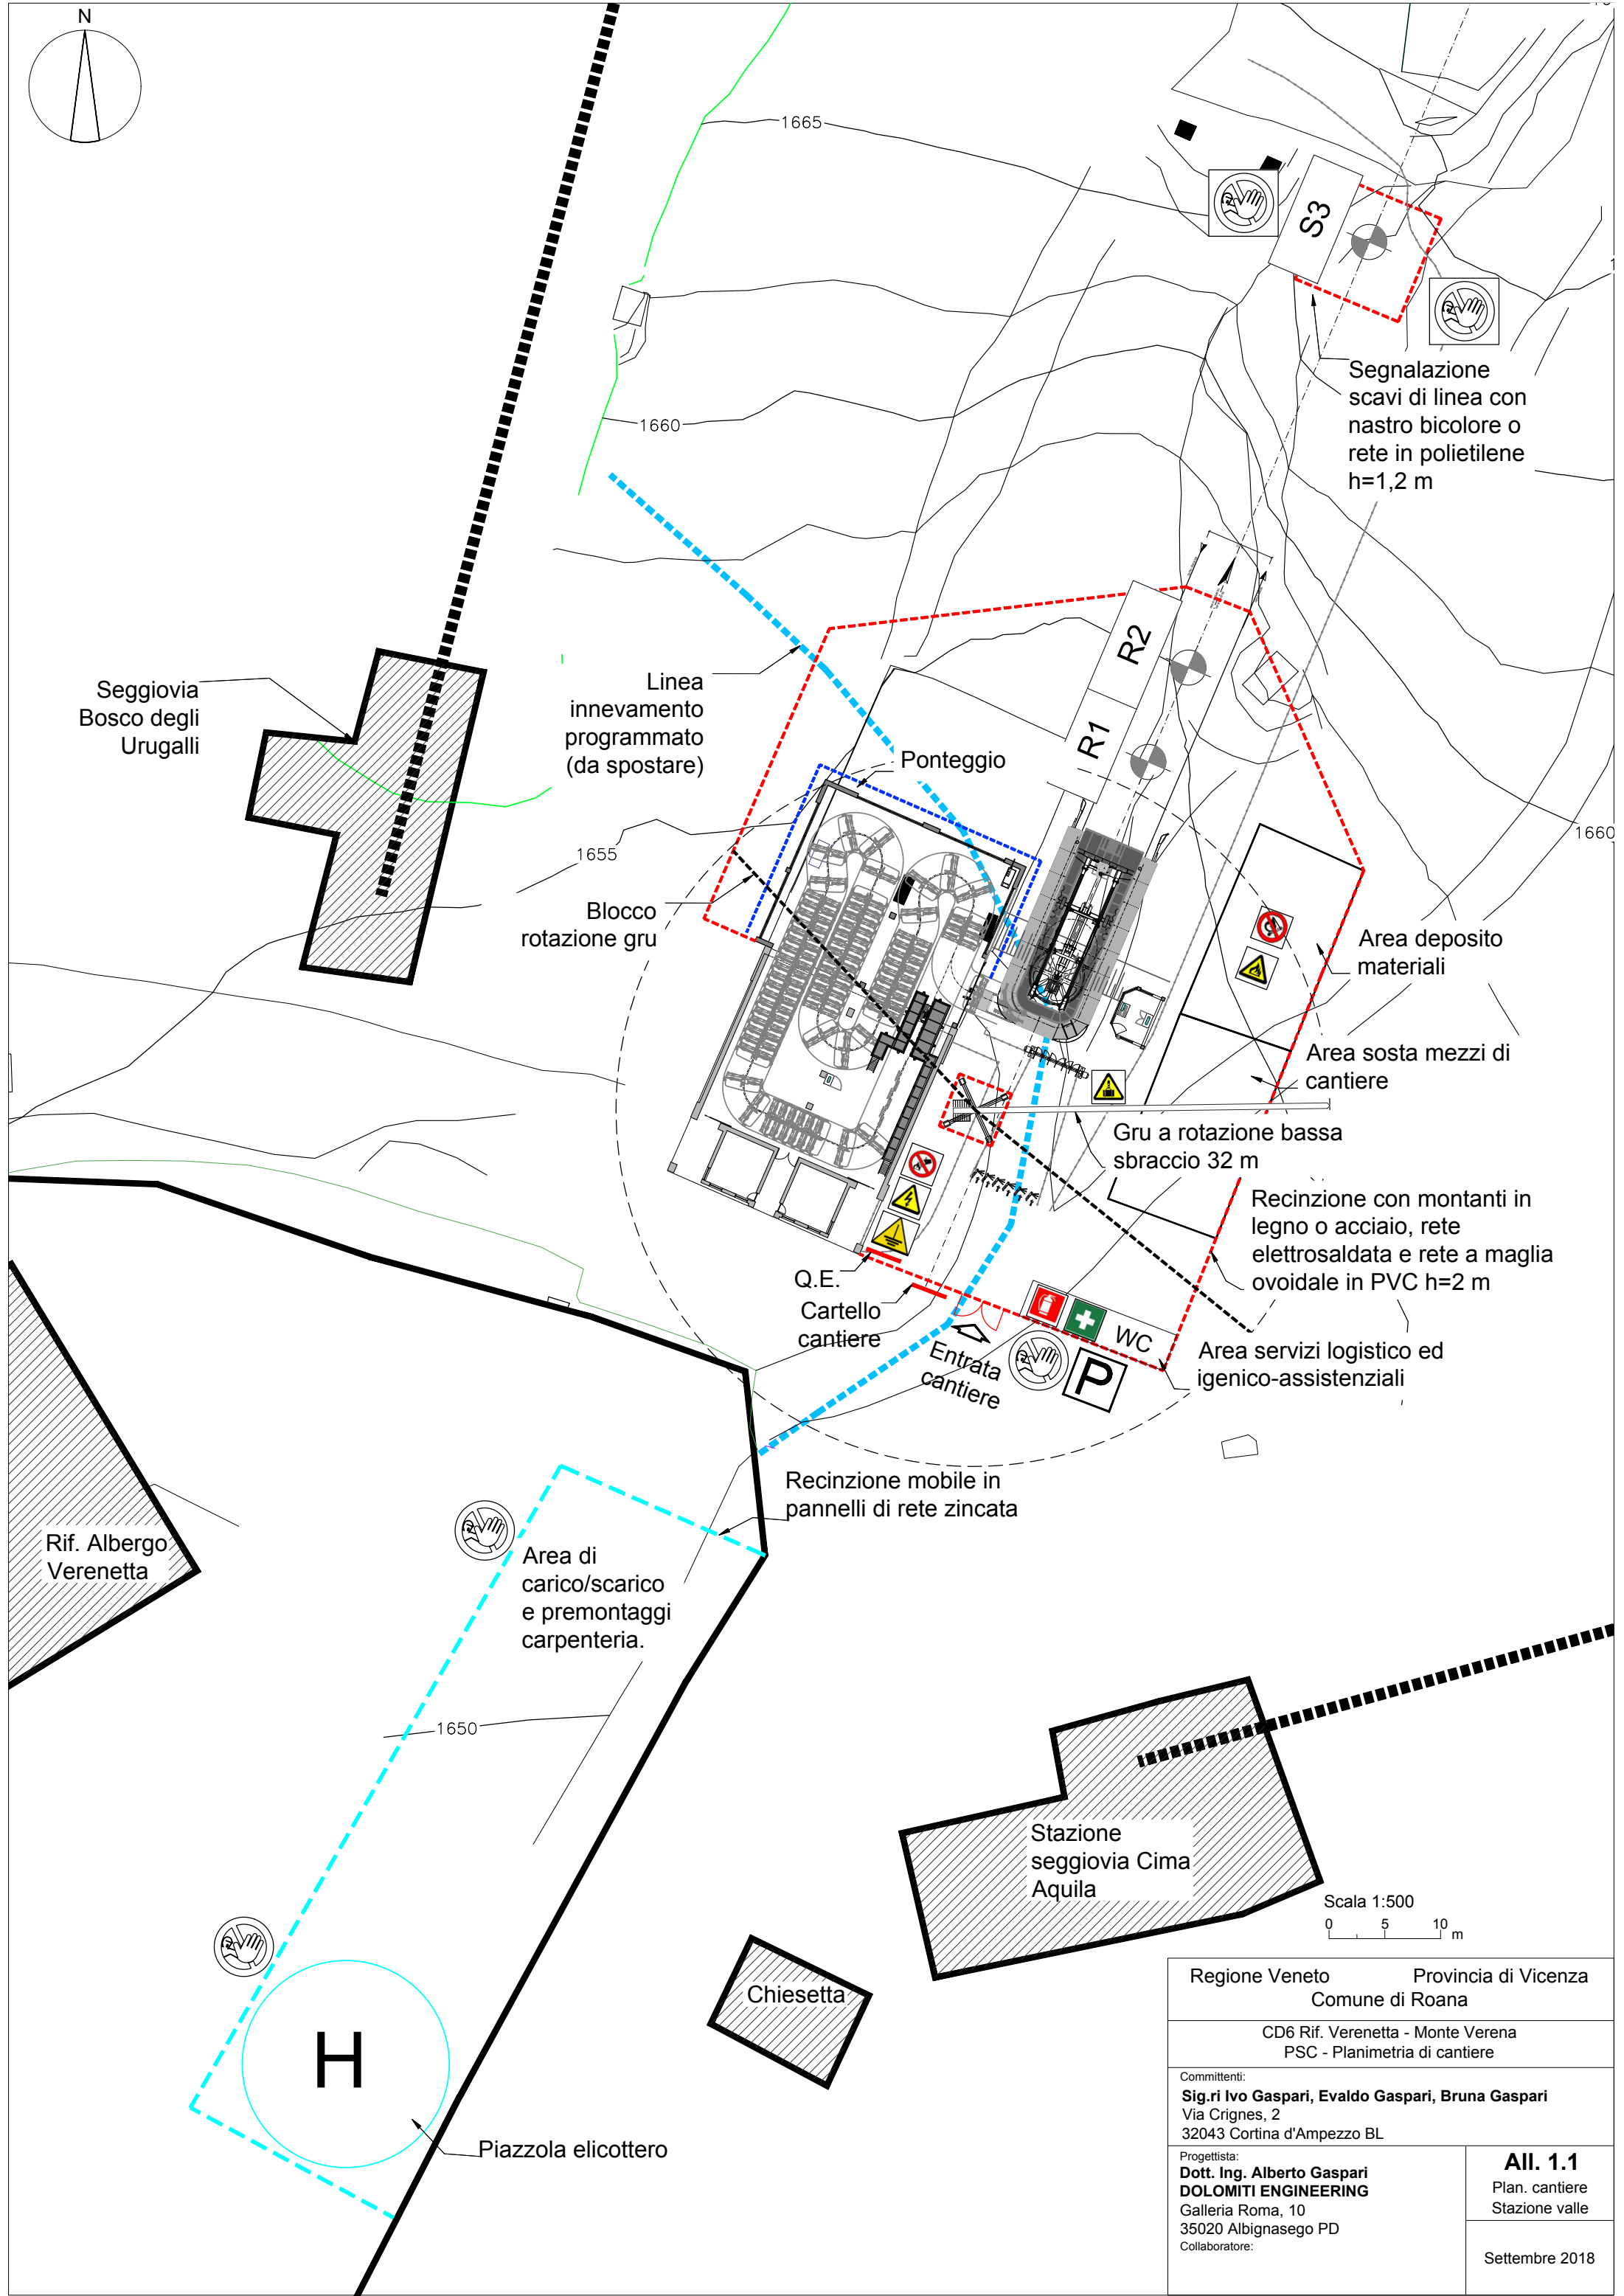 N
1665
S3
Segnalazione
scavi di linea con
nastro bicolore o
rete in polietilene
h=1,2 m
1660
Seggiovia
Bosco degli
Urugalli
Linea
innevamento
programmato
(da spostare)
R2
R1
Ponteggio
1660
1655
Blocco
rotazione gru
Area deposito
materiali
Area sosta mezzi di
cantiere
Gru a rotazione bassa
sbraccio 32 m
Recinzione con montanti in
legno o acciaio, rete
elettrosaldata e rete a maglia
ovoidale in PVC h=2 m
Q.E.
Cartello
cantiere
Entrata
cantiere
WC
P
Area servizi logistico ed
igenico-assistenziali
Recinzione mobile in
pannelli di rete zincata
Rif. Albergo
Verenetta
Area di
carico/scarico
e premontaggi
carpenteria.
1650
Stazione
seggiovia Cima
Aquila
Chiesetta
H
Piazzola elicottero
Scala 1:500
0 5 10 m
Regione Veneto Provincia di Vicenza
Comune di Roana
CD6 Rif. Verenetta - Monte Verena
PSC - Planimetria di cantiere
Committenti:
Sig.ri Ivo Gaspari, Evaldo Gaspari, Bruna Gaspari
Via Crignes, 2
32043 Cortina d'Ampezzo BL
Progettista:
Dott. Ing. Alberto Gaspari
DOLOMITI ENGINEERING
Galleria Roma, 10
35020 Albignasego PD
Collaboratore:
All. 1.1
Plan. cantiere
Stazione valle
Settembre 2018